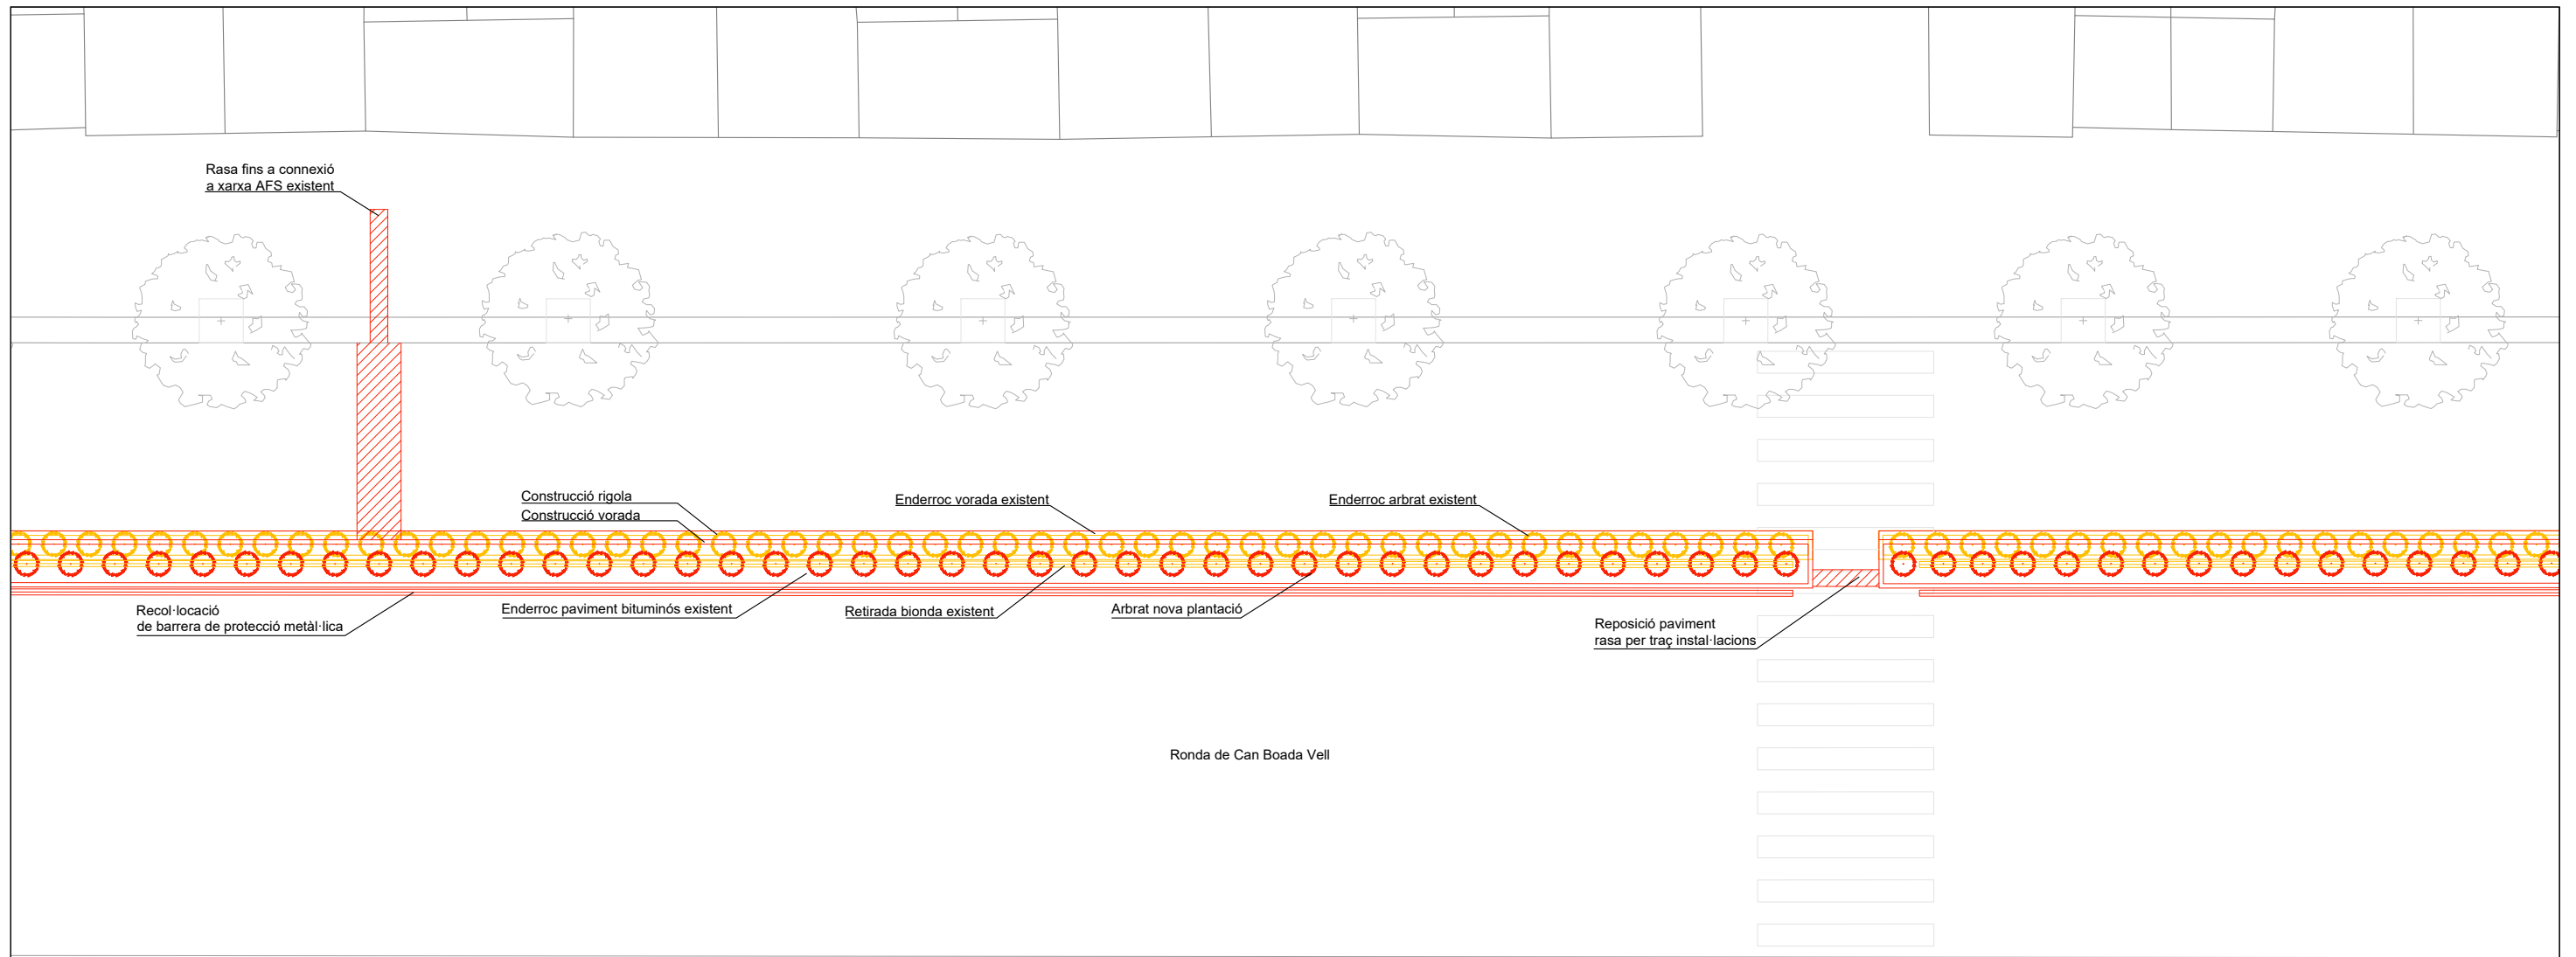 Rasa fins a connexió
a xarxa AFS existent
Construcció rigola
Construcció vorada
Enderroc vorada existent
Enderroc arbrat existent
Recol·locació
de barrera de protecció metàl·lica
Enderroc paviment bituminós existent
Retirada bionda existent
Arbrat nova plantació
Reposició paviment
rasa per traç instal·lacions
Ronda de Can Boada Vell